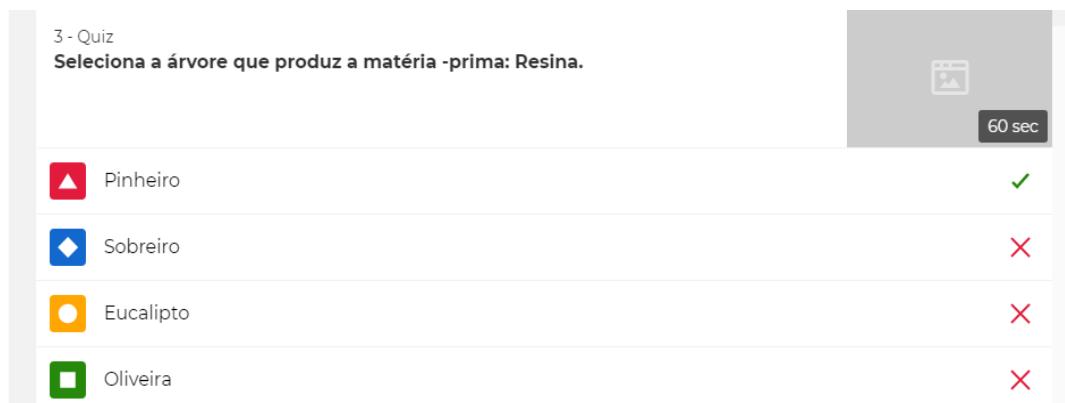 3 - Quiz
Seleciona a árvore que produz a matéria -prima: Resina.
60 sec
Pinheiro
Sobreiro
Eucalipto
Oliveira